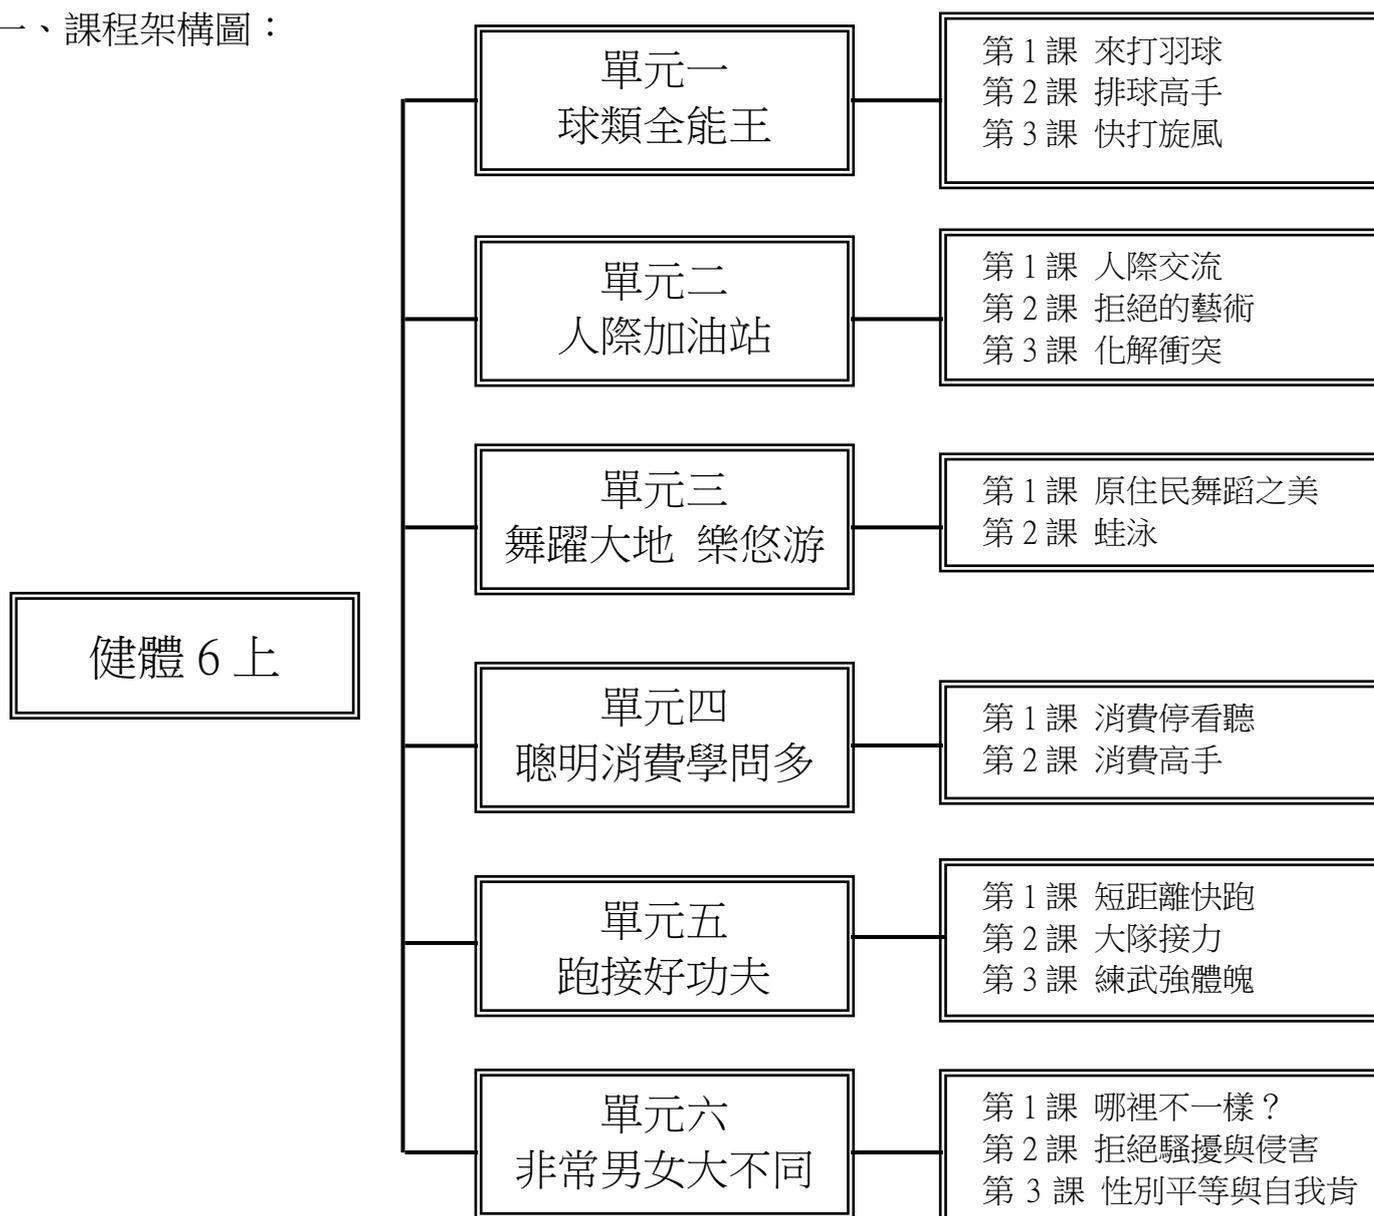 一、課程架構圖：
單元一
球類全能王
第 1 課 來打羽球
第 2 課 排球高手
第 3 課 快打旋風
單元二
人際加油站
第 1 課 人際交流
第 2 課 拒絕的藝術
第 3 課 化解衝突
單元三
舞躍大地 樂悠游
第 1 課 原住民舞蹈之美
第 2 課 蛙泳
健體 6 上
單元四
聰明消費學問多
第 1 課 消費停看聽
第 2 課 消費高手
單元五
跑接好功夫
第 1 課 短距離快跑
第 2 課 大隊接力
第 3 課 練武強體魄
單元六
非常男女大不同
第 1 課 哪裡不一樣？
第 2 課 拒絕騷擾與侵害
第 3 課 性別平等與自我肯